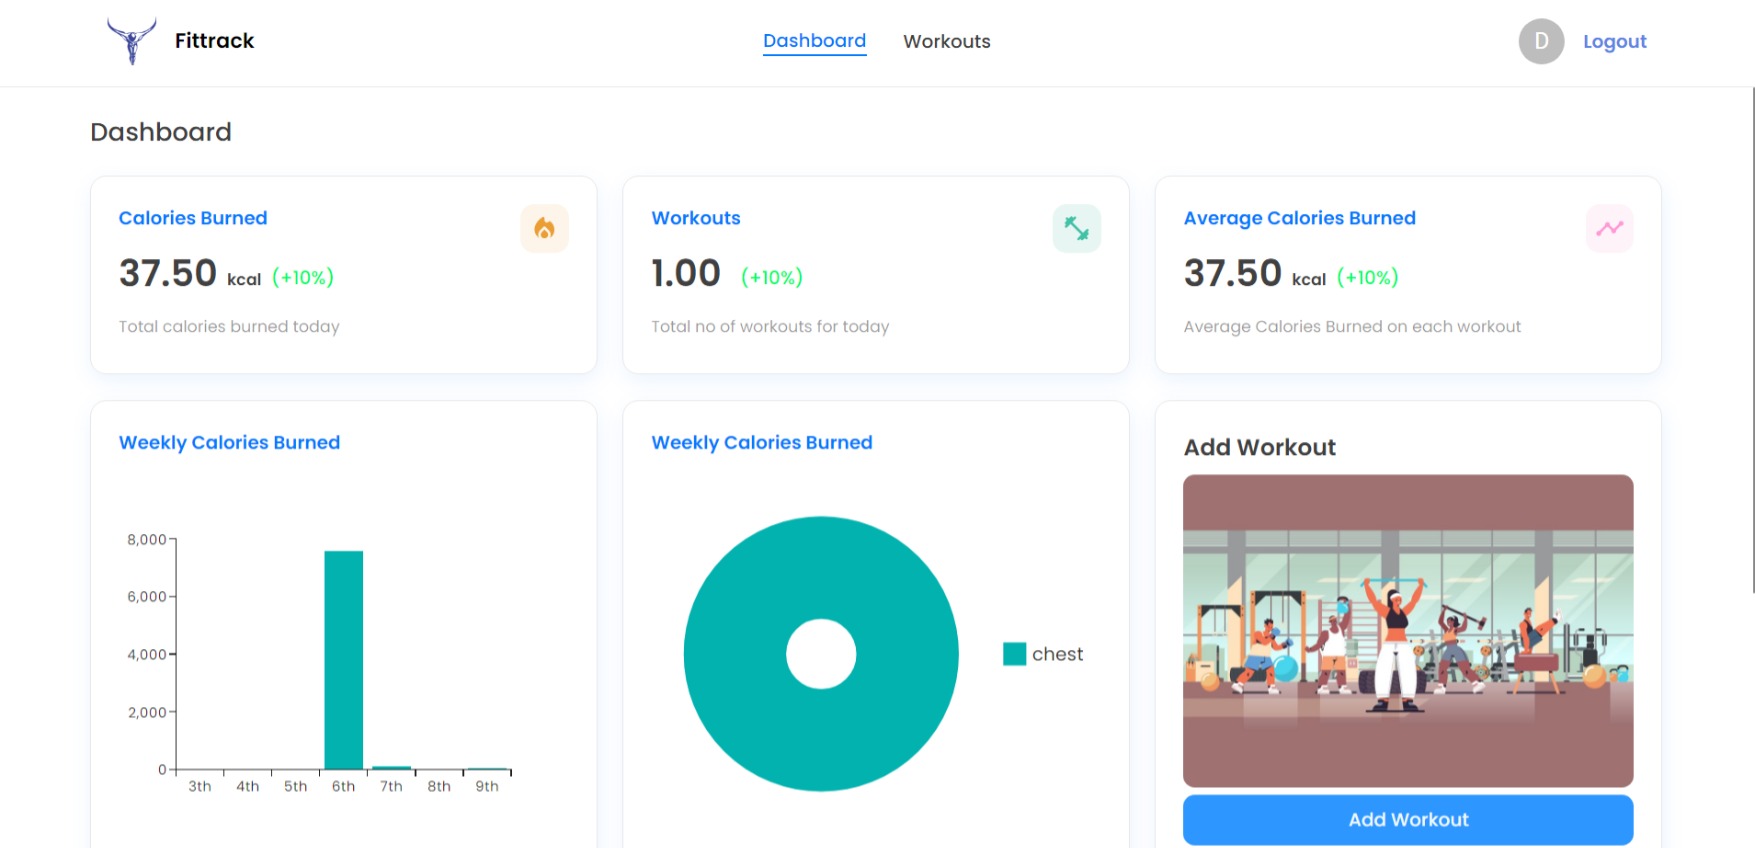 Fittrack
Dashboard
Workouts
D
Logout
Dashboard
Calories Burned
37.50 kcal (+10%)
Total calories burned today
Workouts
1.00 (+10%)
Total no of workouts for today
Average Calories Burned
37.50 kcal (+10%)
Average Calories Burned on each workout
Weekly Calories Burned
8,000
6,000
4,000
2,000
0
3th 4th 5th 6th 7th 8th 9th
Weekly Calories Burned
chest
Add Workout
Add Workout